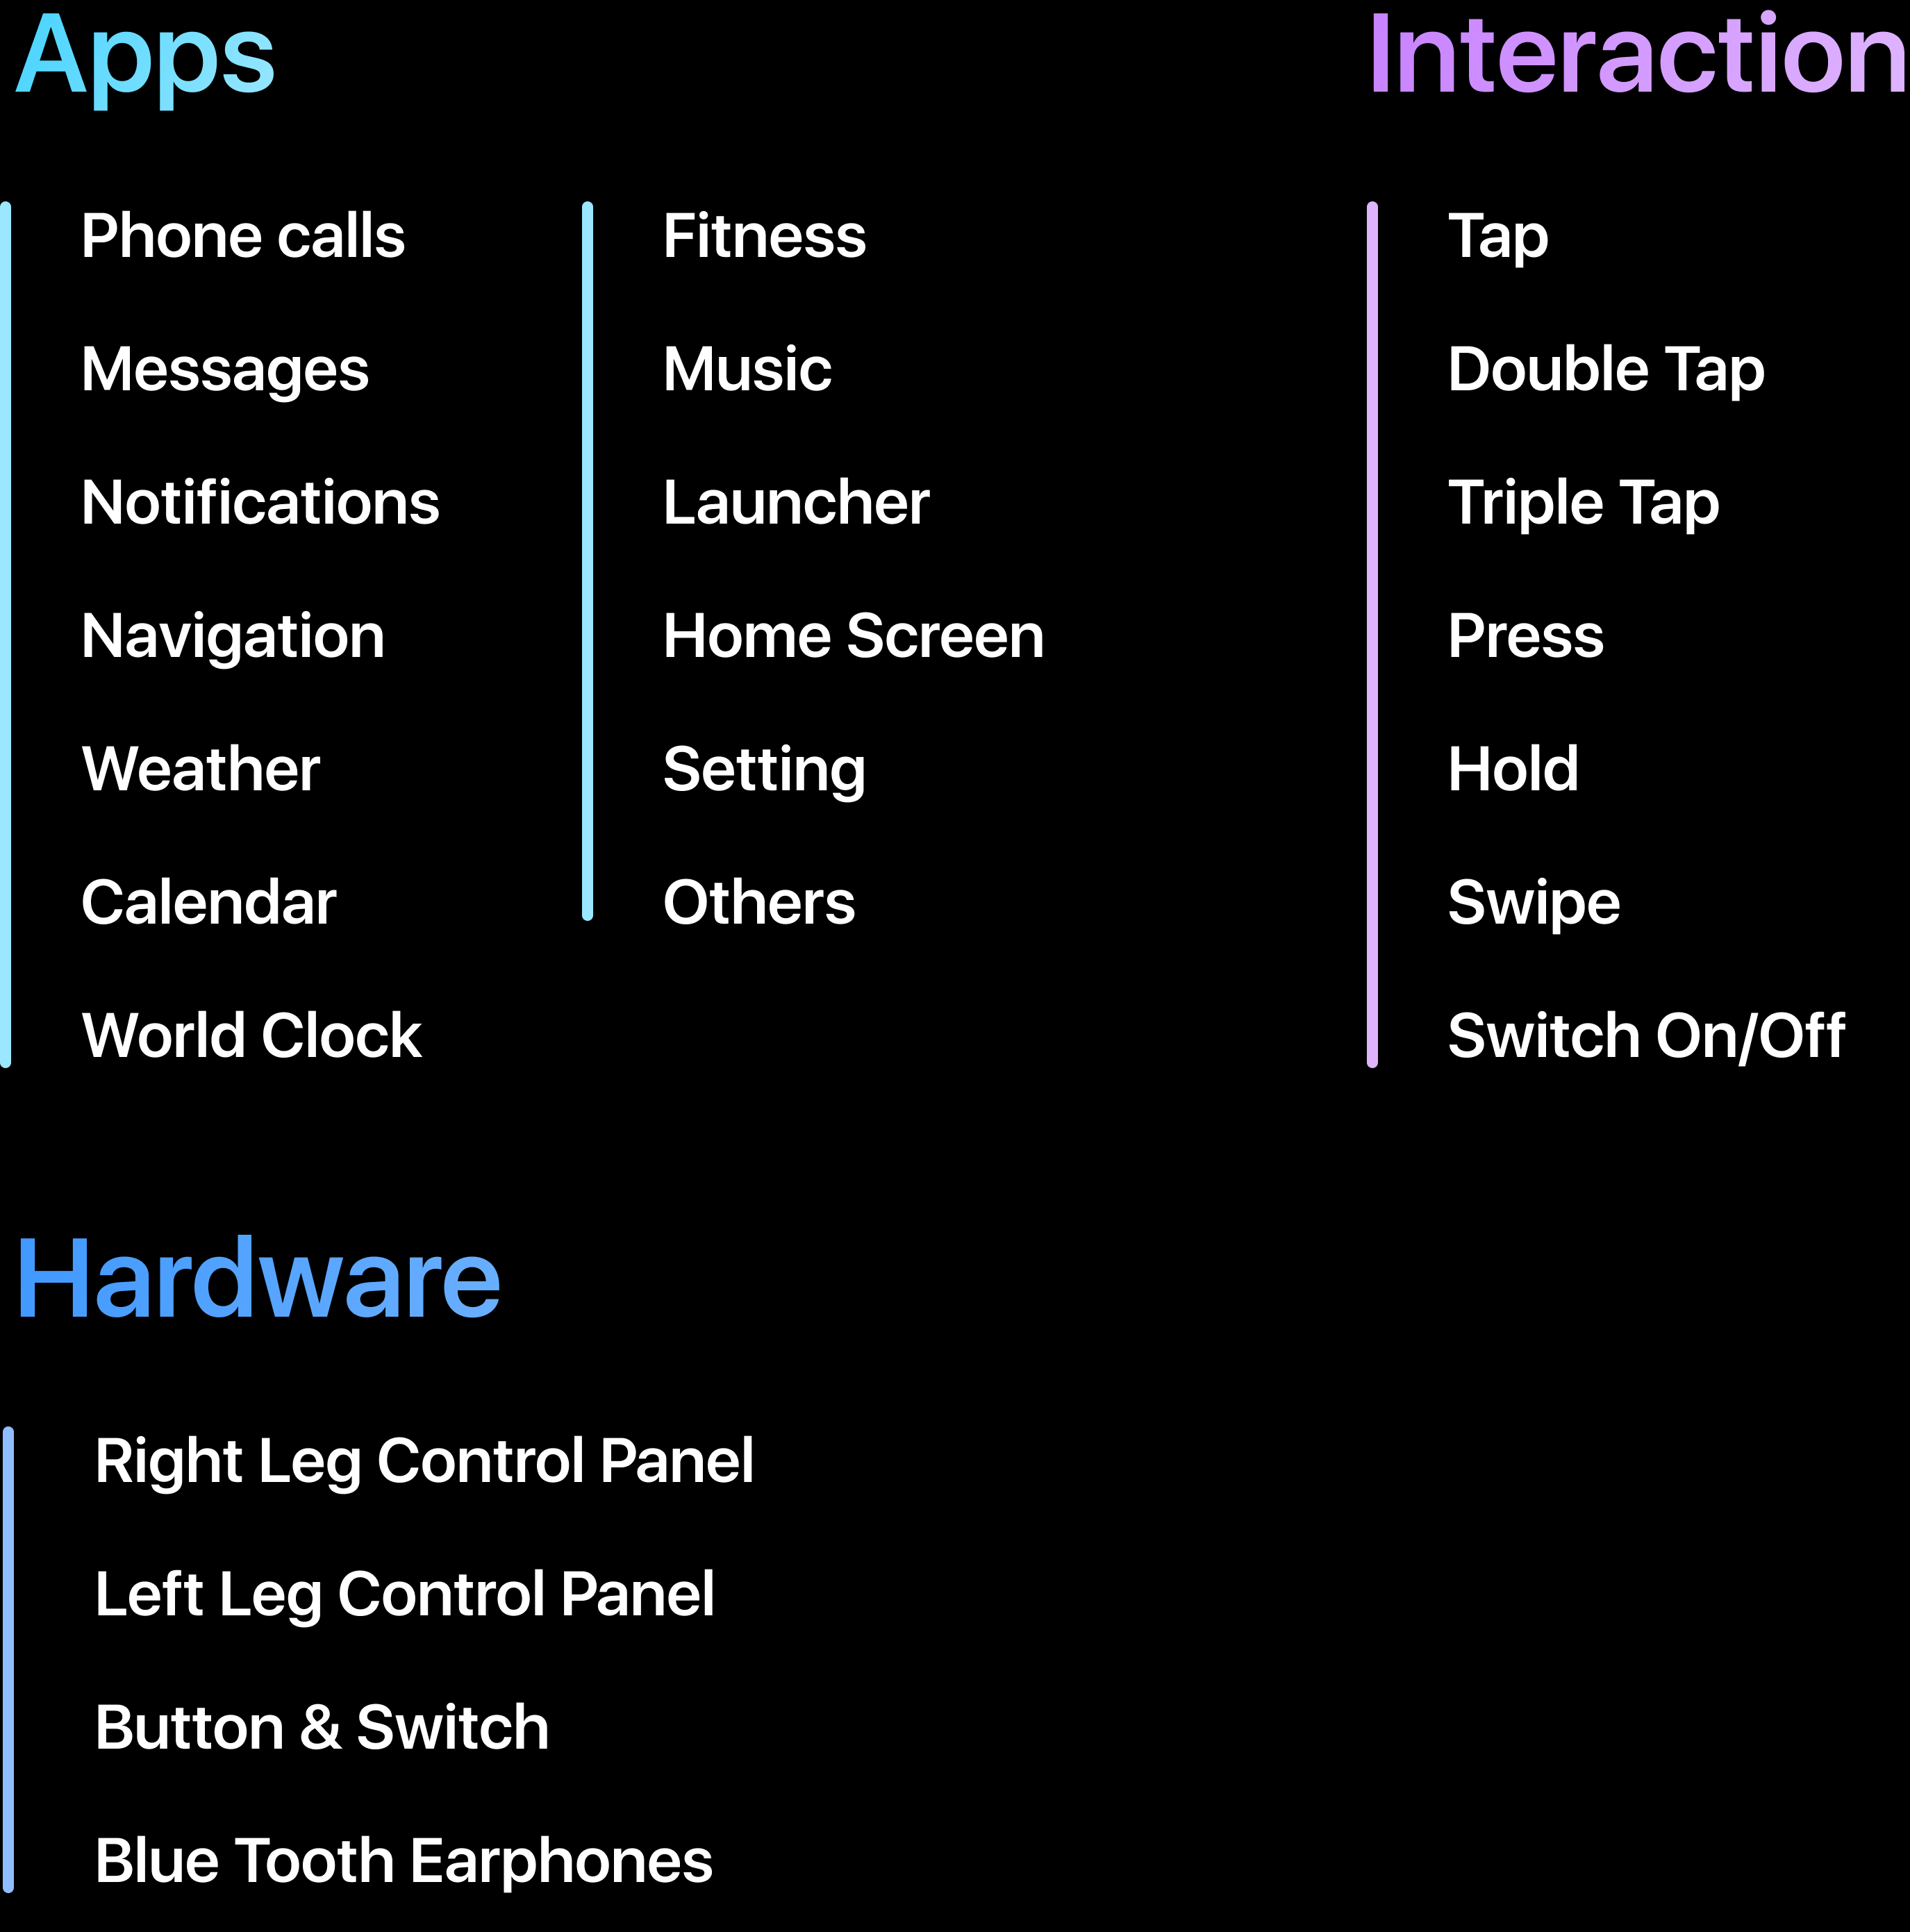 Apps
Phone calls
Messages
Notifications
Navigation
Weather
Calendar
World Clock
Fitness
Music
Launcher
Home Screen
Setting
Others
Interaction
Tap
Double Tap
Triple Tap
Press
Hold
Swipe
Switch On/Off
Hardware
Right Leg Control Panel
Left Leg Control Panel
Button & Switch
Blue Tooth Earphones